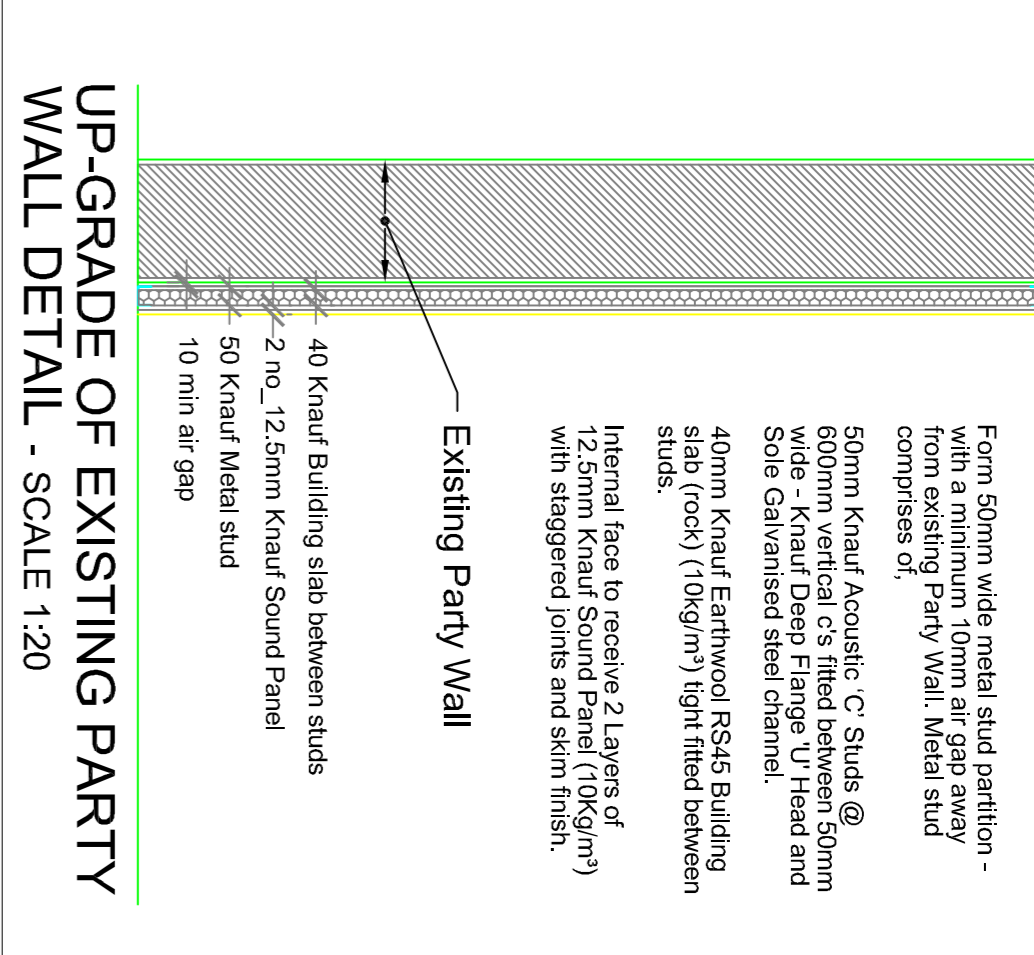 Form 50mm wide metal stud partition -
with a minimum 10mm air gap away
from existing Party Wall. Metal stud
comprises of,
50mm Knauf Acoustic ‘C’ Studs @
600mm vertical c's fitted between 50mm
wide - Knauf Deep Flange 'U' Head and
Sole Galvanised steel channel.
40mm Knauf Earthwool RS45 Building
slab (rock) (10kg/m³) tight fitted between
studs.
Internal face to receive 2 Layers of
12.5mm Knauf Sound Panel (10Kg/m³)
with staggered joints and skim finish.
Existing Party Wall
40 Knauf Building slab between studs
2 no_12.5mm Knauf Sound Panel
50 Knauf Metal stud
10 min air gap
UP-GRADE OF EXISTING PARTY
WALL DETAIL - SCALE 1:20